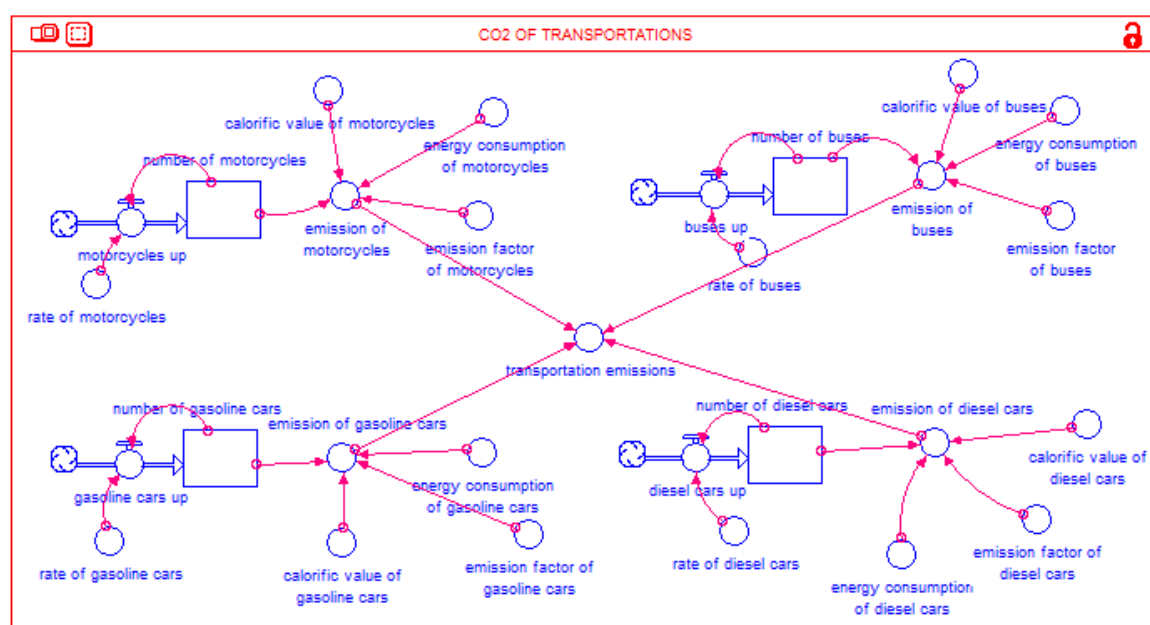 CO2 OF TRANSPORTATIONS
calorific value of motorcycles
energy consumption
of motorcycles
number of motorcycles
emission of
motorcycles
emission factor
of motorcycles
motorcycles up
rate of motorcycles
calorific value of buses
energy consumption
of buses
number of buses
emission of
buses
emission factor
of buses
buses up
rate of buses
transportation emissions
number of gasoline cars
emission of gasoline cars
energy consumption
of gasoline cars
gasoline cars up
rate of gasoline cars
calorific value of
gasoline cars
emission factor of
gasoline cars
number of diesel cars
emission of diesel cars
calorific value of
diesel cars
diesel cars up
rate of diesel cars
energy consumption
of diesel cars
emission factor of
diesel cars